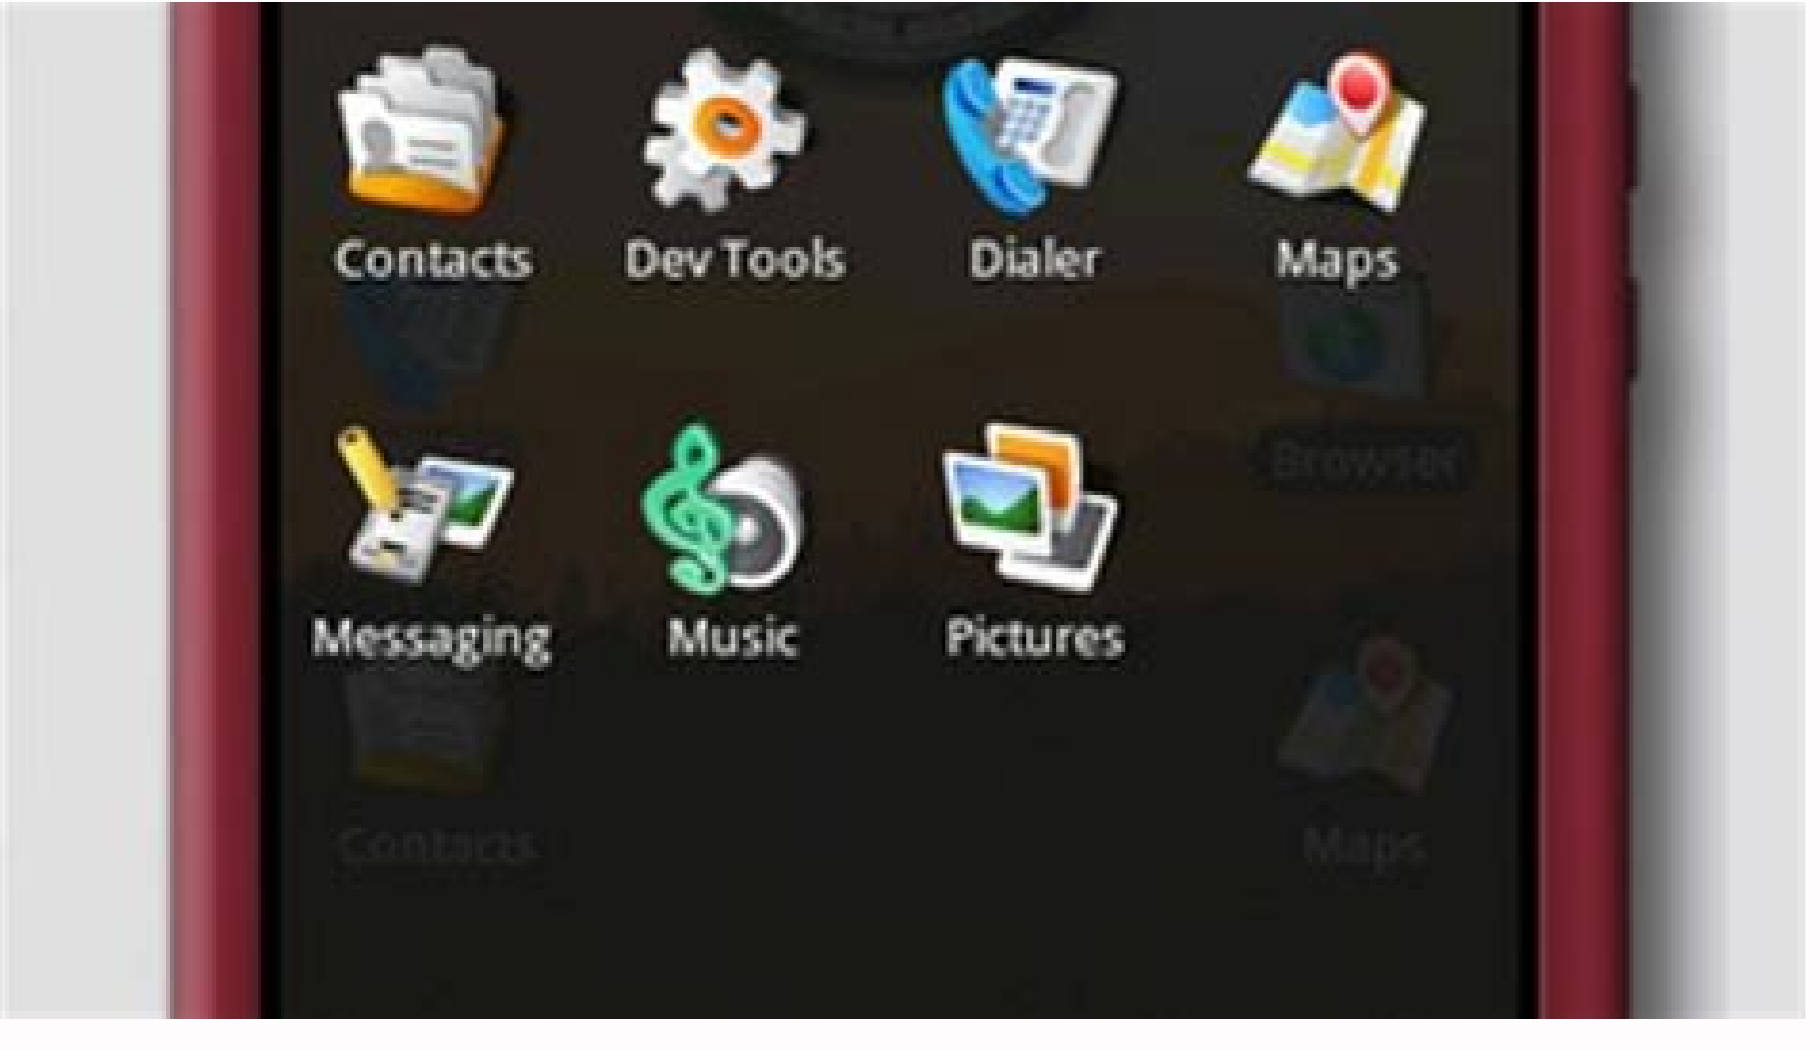 Contacts Dev Tools Dialer Maps
Browser
Messaging Music Pictures
Contacts Maps